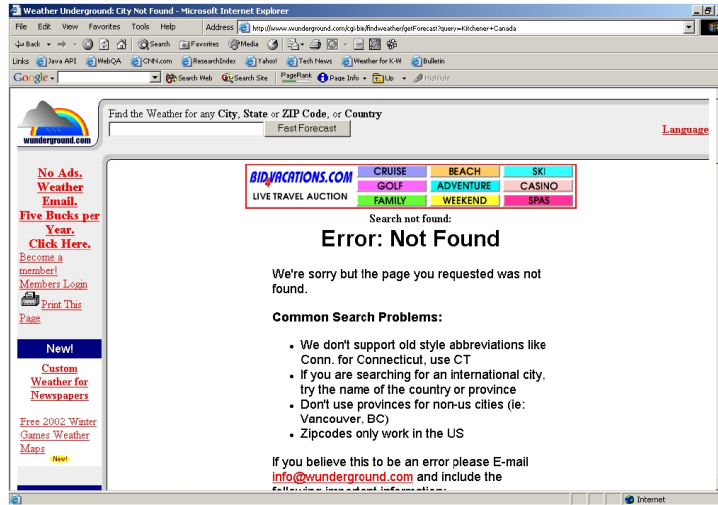 Weather Underground: City Not Found - Microsoft Internet Explorer
File Edit View Favorites Tools Help Address http://www.wunderground.com/cgi-bin/findweather/getForecast?query=Kitchener+Canada
Back Search Favorites Media
Links Java API WebQA CNN.com ResearchIndex Yahoo! Tech News Weather for K-W Bulletin
Google Search Web Search Site PageRank Page Info Up Highlight
Find the Weather for any City, State or ZIP Code, or Country
Fast Forecast
Language
wunderground.com
No Ads.
Weather
Email.
Five Bucks per
Year.
Click Here.
Become a
member!
Members Login
Print This
Page
New!
Custom
Weather for
Newspapers
Free 2002 Winter
Games Weather
Maps
New!
BIDVACATIONS.COM CRUISE BEACH SKI
LIVE TRAVEL AUCTION GOLF ADVENTURE CASINO
FAMILY WEEKEND SPAS
Search not found:
Error: Not Found
We're sorry but the page you requested was not
found.
Common Search Problems:
• We don't support old style abbreviations like
Conn. for Connecticut, use CT
• If you are searching for an international city,
try the name of the country or province
• Don't use provinces for non-us cities (ie:
Vancouver, BC)
• Zipcodes only work in the US
If you believe this to be an error please E-mail
info@wunderground.com and include the
following important information:
Internet